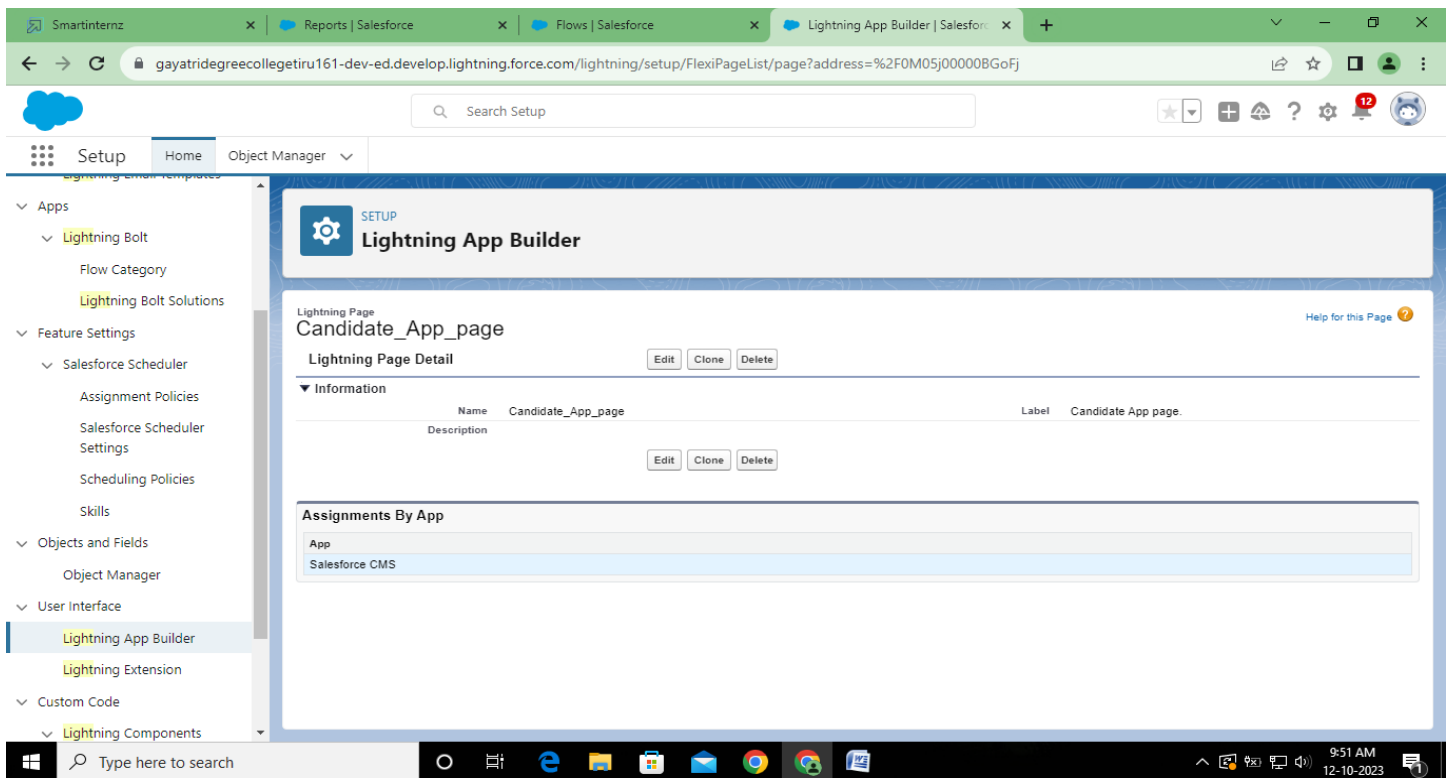 Smartinternz
Reports | Salesforce
Flows | Salesforce
Lightning App Builder | Salesforc
gayatridegreecollegetiru161-dev-ed.develop.lightning.force.com/lightning/setup/FlexiPageList/page?address=%2F0M05j00000BGoFj
Search Setup
12
Setup
Home
Object Manager
Lightning Email Templates
Apps
Lightning Bolt
Flow Category
Lightning Bolt Solutions
Feature Settings
Salesforce Scheduler
Assignment Policies
Salesforce Scheduler
Settings
Scheduling Policies
Skills
Objects and Fields
Object Manager
User Interface
Lightning App Builder
Lightning Extension
Custom Code
Lightning Components
SETUP
Lightning App Builder
Lightning Page
Candidate_App_page
Help for this Page
Lightning Page Detail
Edit Clone Delete
Information
Name Candidate_App_page
Label Candidate App page.
Description
Edit Clone Delete
Assignments By App
App
Salesforce CMS
Type here to search
9:51 AM
12-10-2023
1